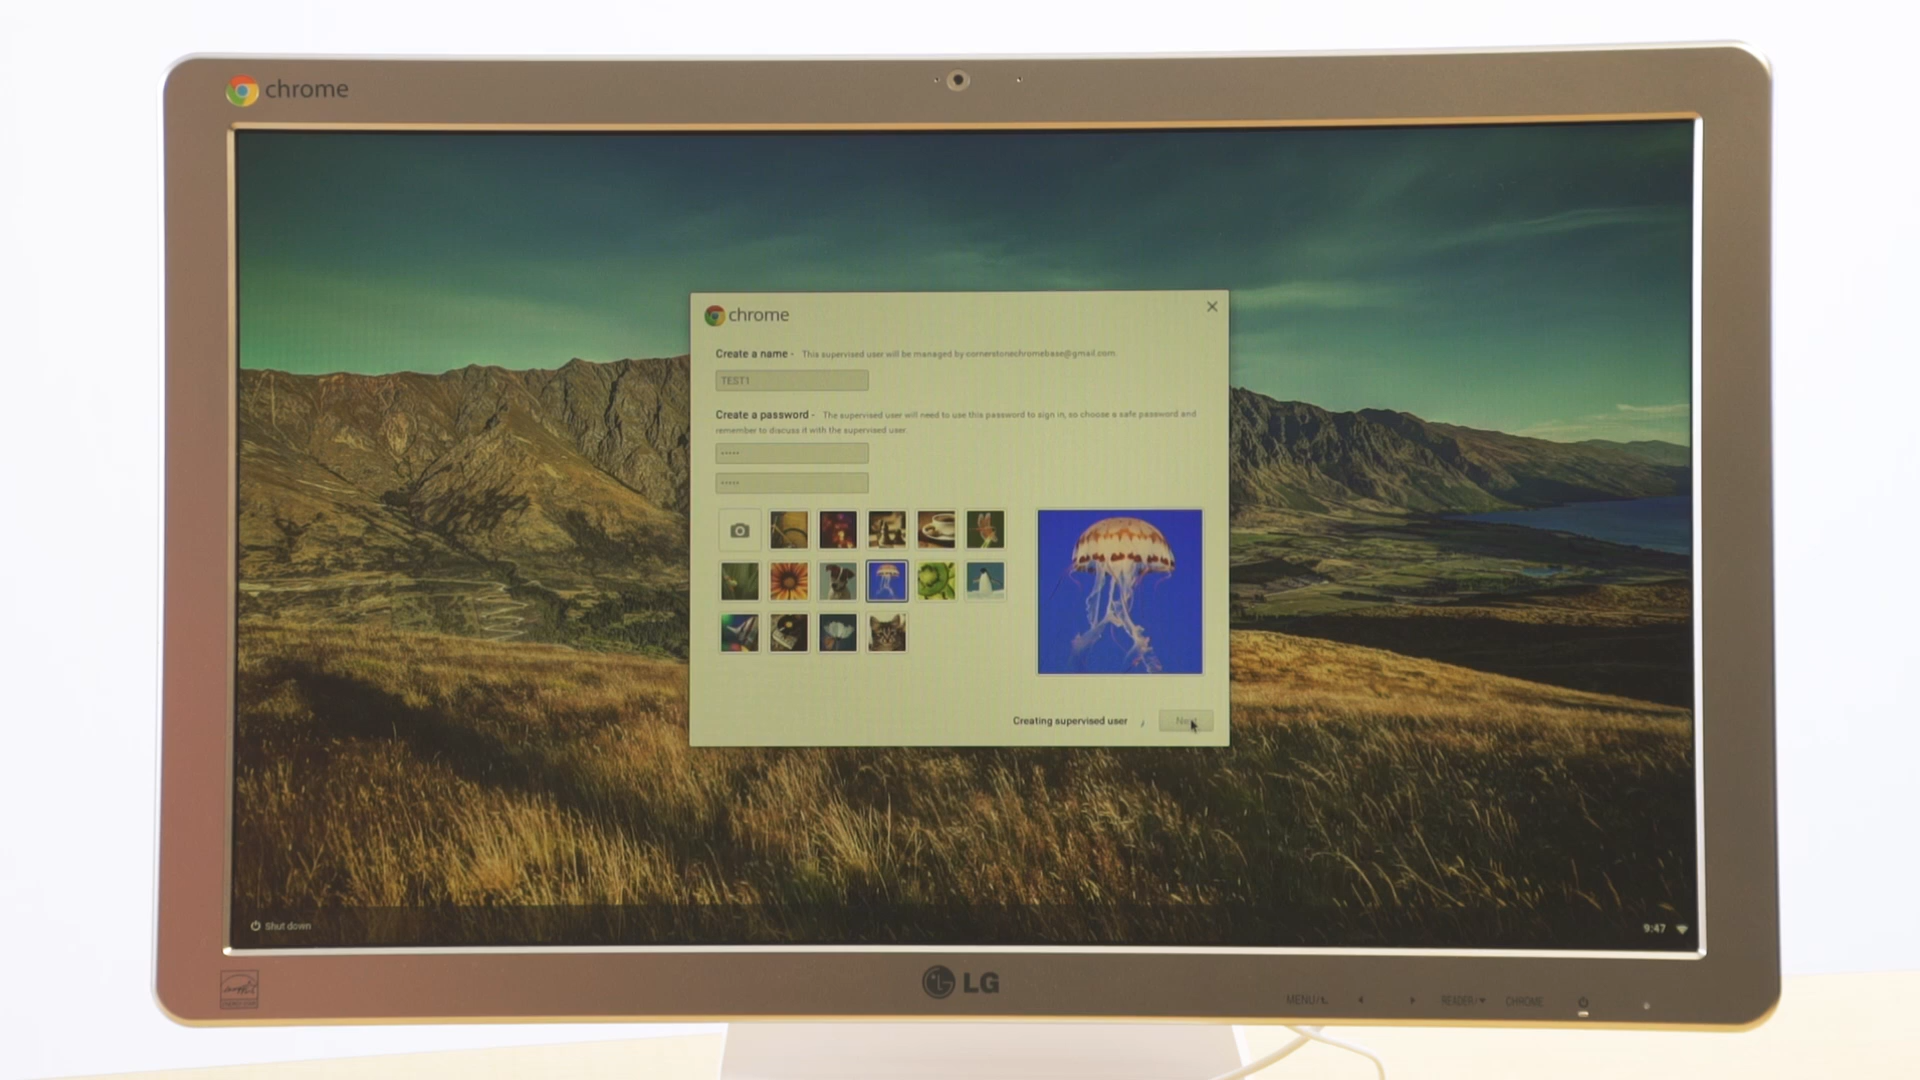 chrome
chrome
Create a name - This supervised user will be managed by cornerstonechromebase@gmail.com.
TEST1
Create a password - The supervised user will need to use this password to sign in, so choose a safe password and
remember to discuss it with the supervised user.
Creating supervised user
Next
Shut down
9:47
LG
MENU/
READER/
CHROME